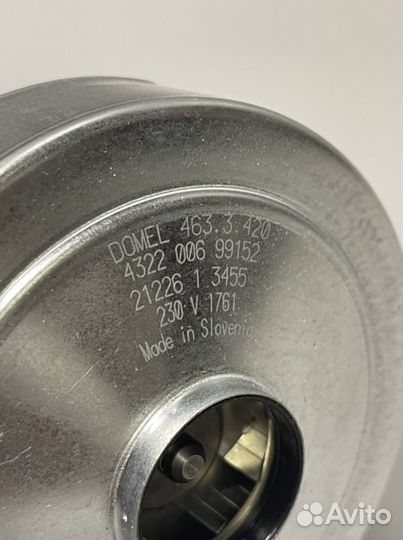 DOMEL 463.3.420
4322 006 99152
21226 1 3455
230 V 1761
Made in Slovenia
Avito